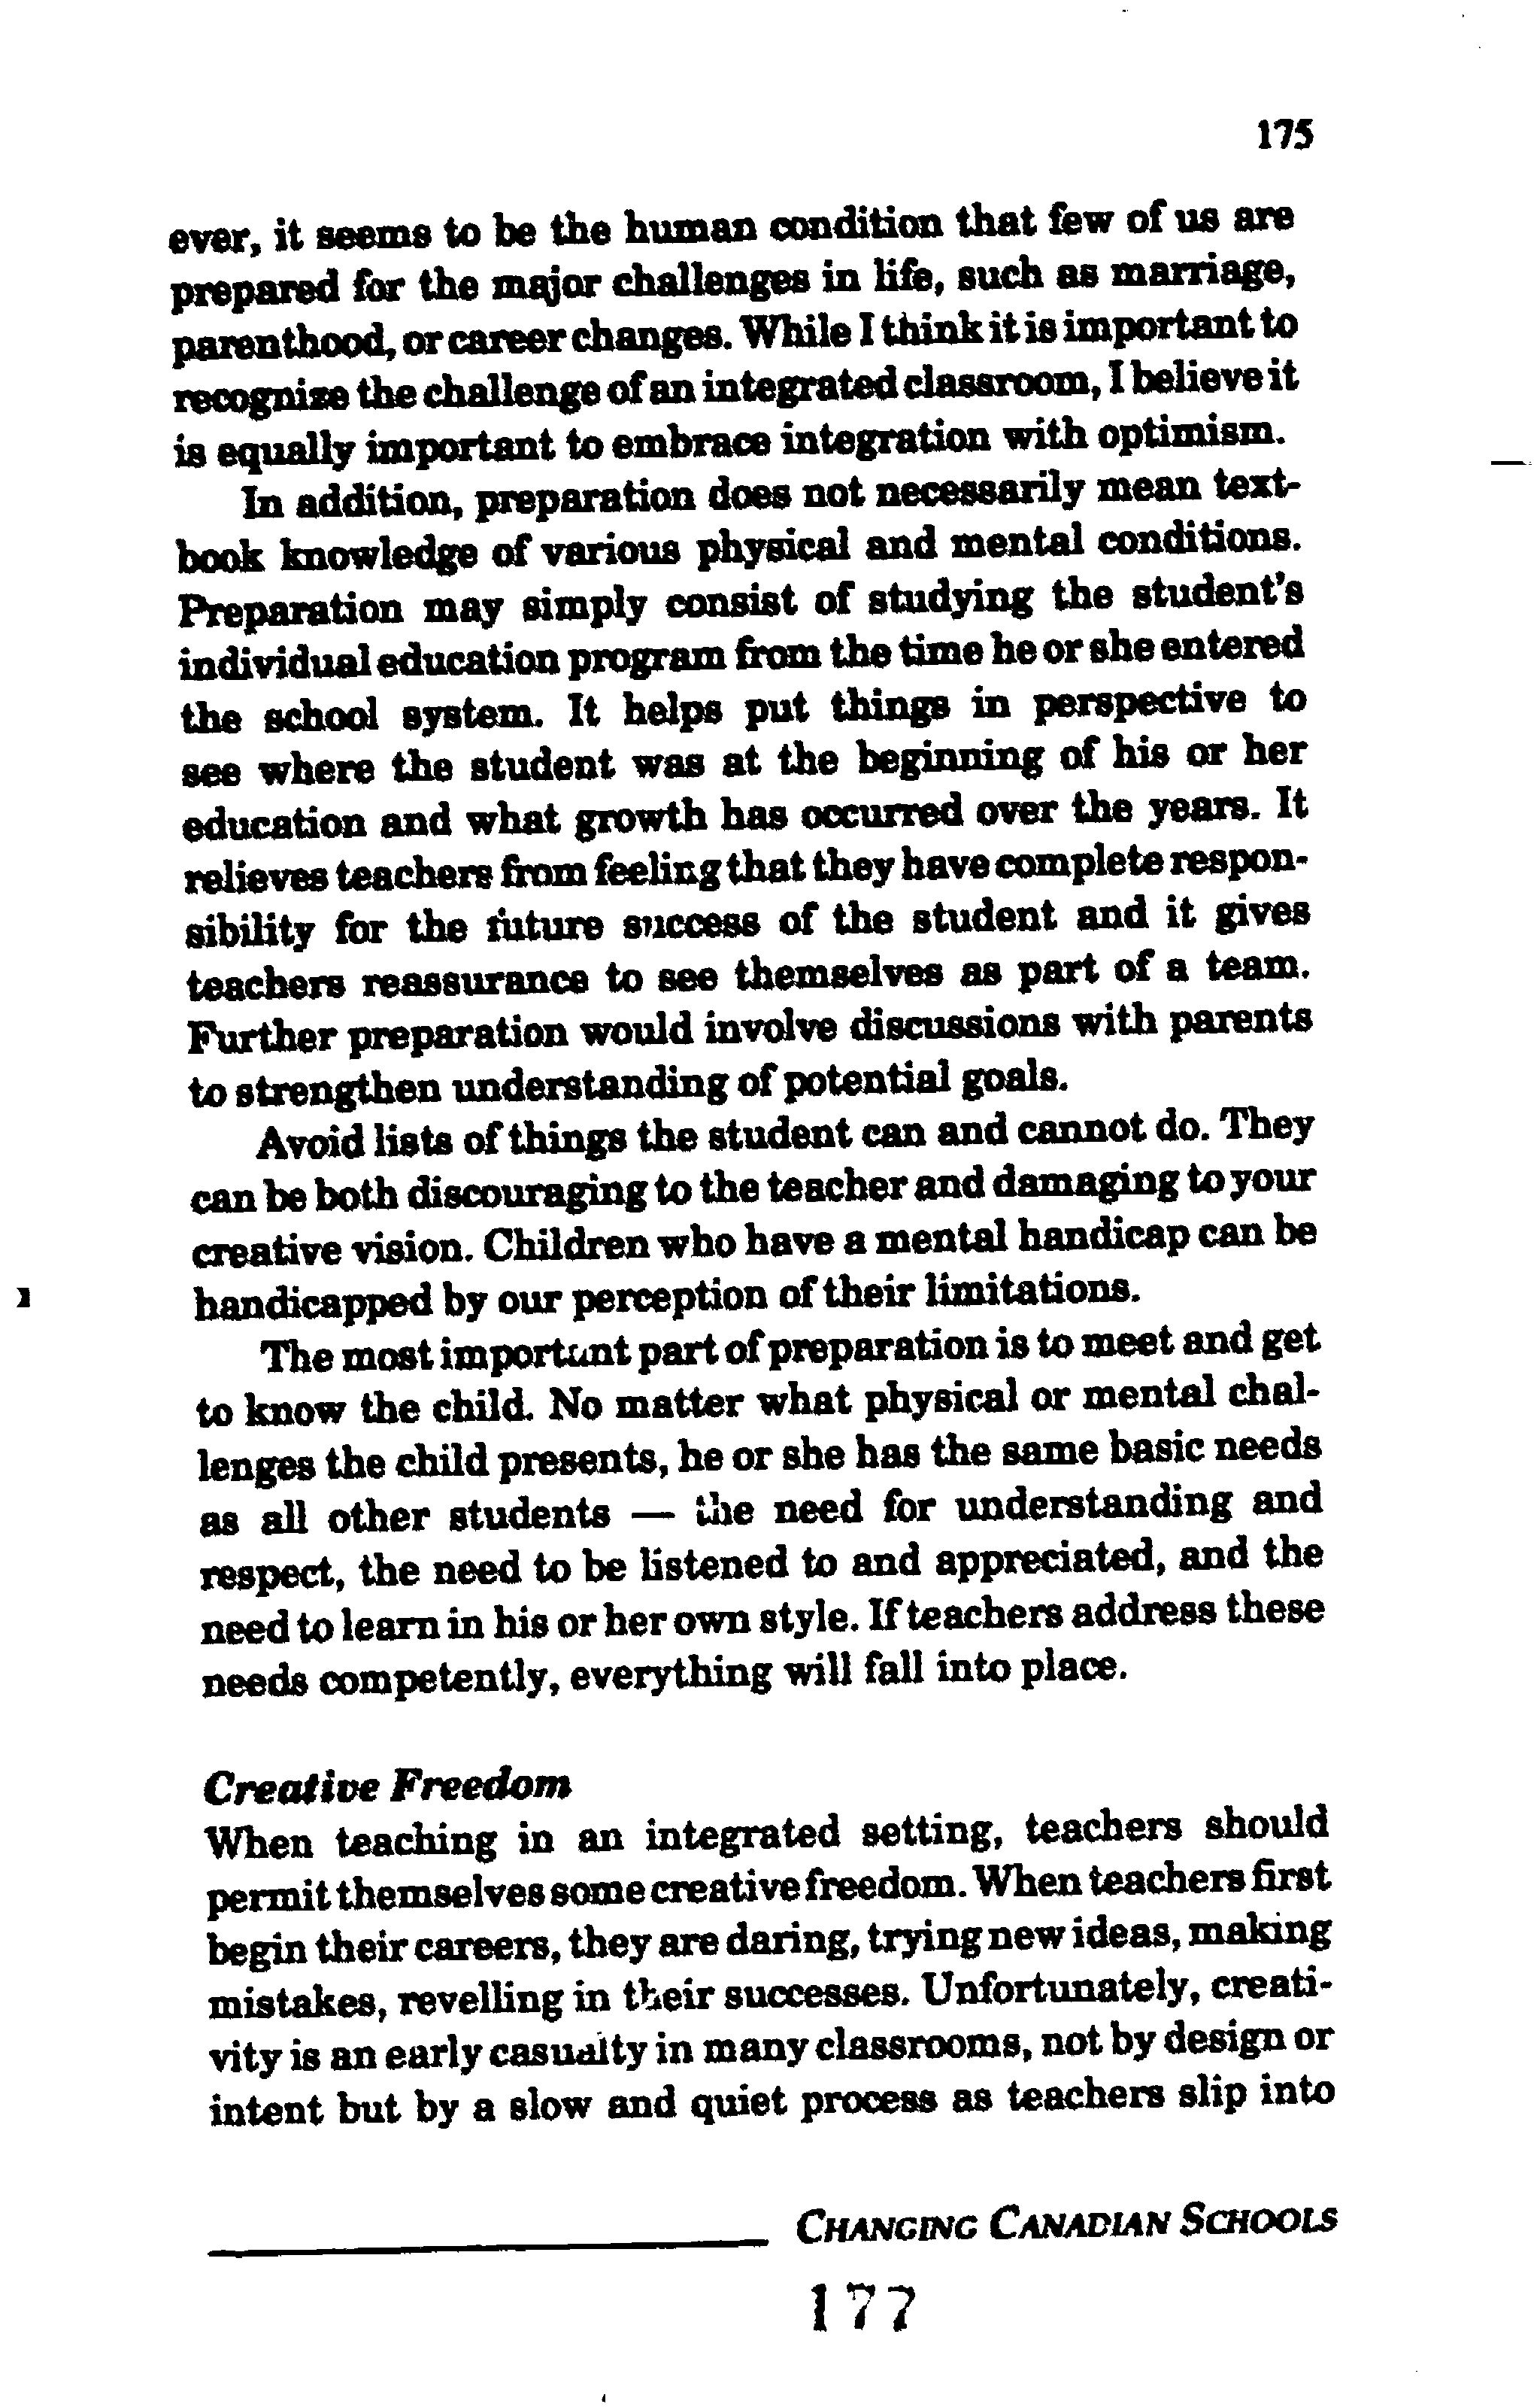 175
ever, it seems to be the human condition that few of us are
prepared for the major challenges in life, such as marriage,
parenthood, or career changes. While I think it is important to
recognize the challenge of an integrated classroom, I believe it
is equally important to embrace integration with optimism.
In addition, preparation does not necessarily mean text-
book knowledge of various physical and mental conditions.
Preparation may simply consist of studying the student's
individual education program from the time he or she entered
the school system. It helps put things in perspective to
see where the student was at the beginning of his or her
education and what growth has occurred over the years. It
relieves teachers from feeling that they have complete respon-
sibility for the future success of the student and it gives
teachers reassurance to see themselves as part of a team.
Further preparation would involve discussions with parents
to strengthen understanding of potential goals.
Avoid lists of things the student can and cannot do. They
can be both discouraging to the teacher and damaging to your
creative vision. Children who have a mental handicap can be
handicapped by our perception of their limitations.
The most important part of preparation is to meet and get
to know the child. No matter what physical or mental chal-
lenges the child presents, he or she has the same basic needs
as all other students — the need for understanding and
respect, the need to be listened to and appreciated, and the
need to learn in his or her own style. If teachers address these
needs competently, everything will fall into place.
Creative Freedom
When teaching in an integrated setting, teachers should
permit themselves some creative freedom. When teachers first
begin their careers, they are daring, trying new ideas, making
mistakes, revelling in their successes. Unfortunately, creati-
vity is an early casualty in many classrooms, not by design or
intent but by a slow and quiet process as teachers slip into
CHANGING CANADIAN SCHOOLS
177